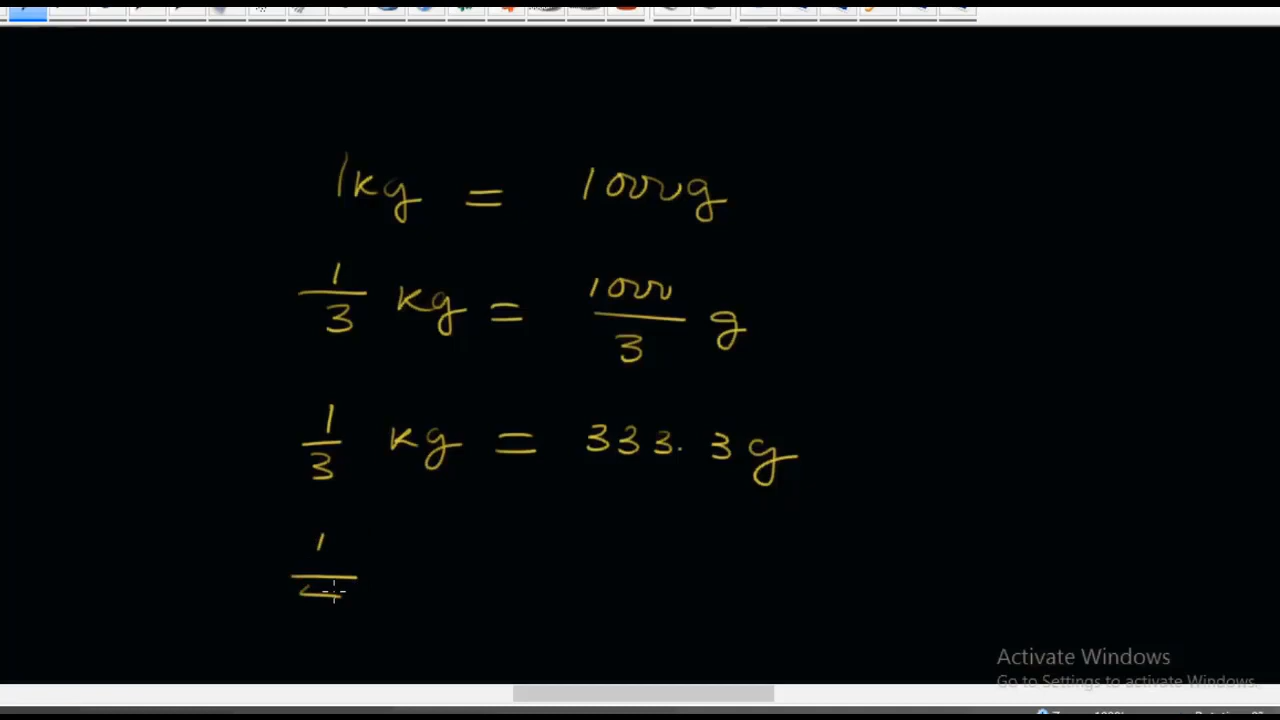 1kg = 1000g
1/3 kg = 1000/3 g
1/3 kg = 333.3g
1
Activate Windows
Go to Settings to activate Windows.